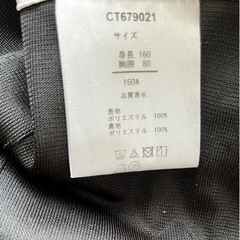 CT679021
サイズ
身長 160
胸囲 80
160A
品質表示
表地
ポリエステル 100%
裏地
ポリエステル 100%